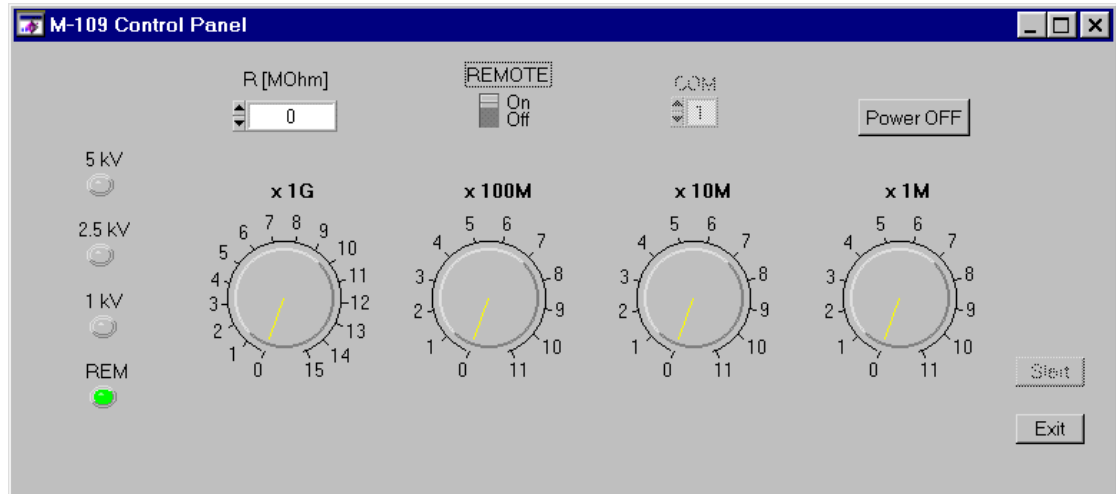 M-109 Control Panel
R [MOhm]
0
REMOTE
On
Off
COM
1
Power OFF
5 kV
2.5 kV
1 kV
REM
x 1G
0 1 2 3 4 5 6 7 8 9 10 11 12 13 14 15
x 100M
0 1 2 3 4 5 6 7 8 9 10 11
x 10M
0 1 2 3 4 5 6 7 8 9 10 11
x 1M
0 1 2 3 4 5 6 7 8 9 10 11
Start
Exit